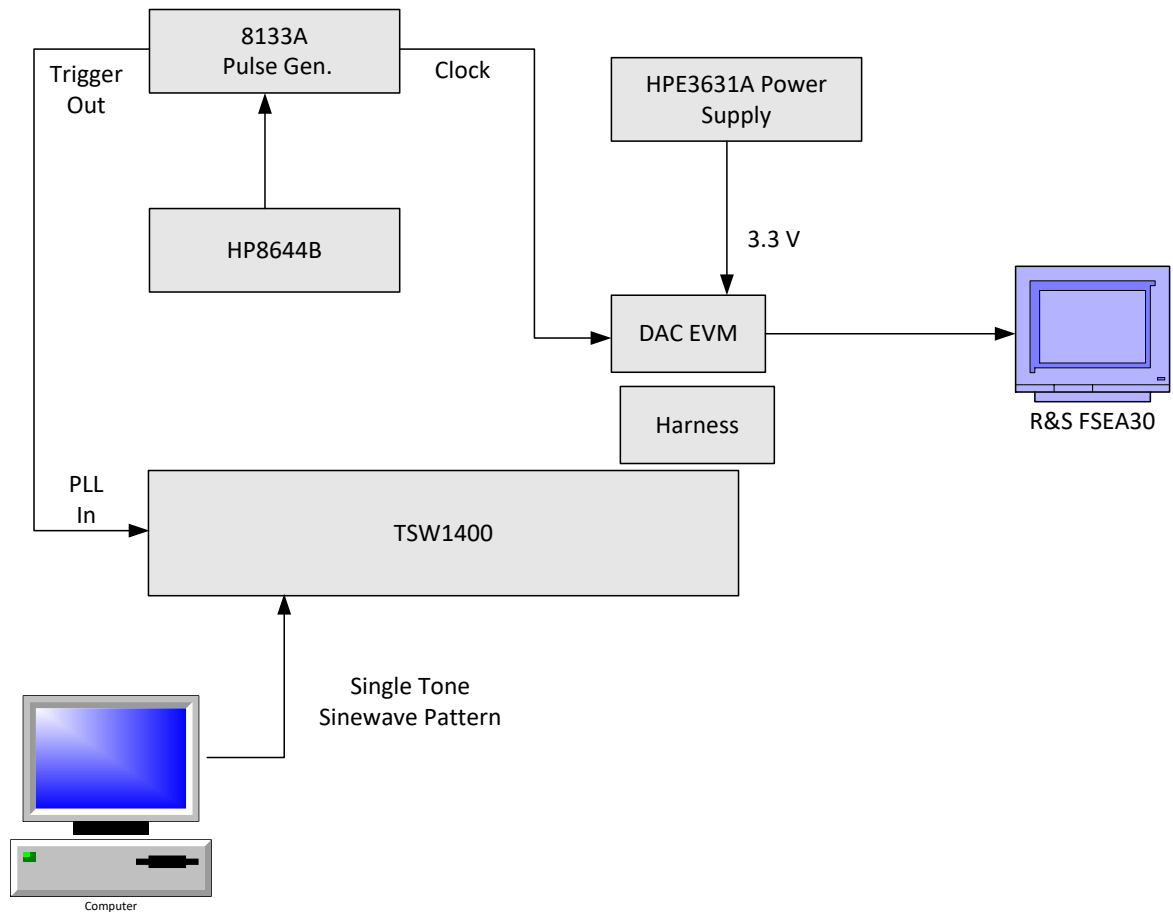 8133A
Pulse Gen.
Trigger
Out
Clock
HPE3631A Power
Supply
HP8644B
3.3 V
DAC EVM
Harness
R&S FSEA30
PLL
In
TSW1400
Single Tone
Sinewave Pattern
Computer